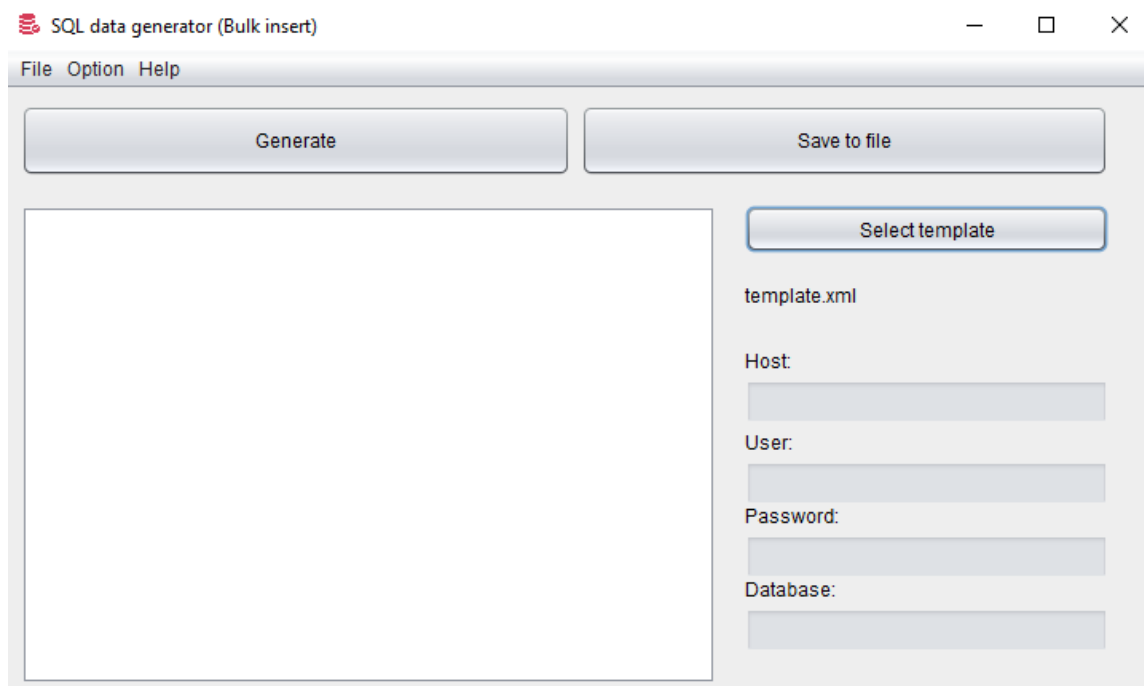 SQL data generator (Bulk insert)
File Option Help
Generate
Save to file
Select template
template.xml
Host:
User:
Password:
Database: